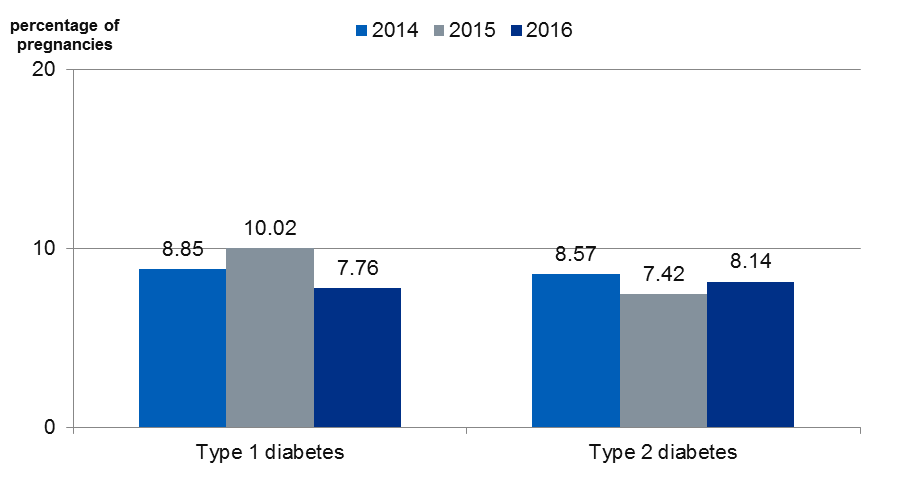 percentage of
pregnancies
2014 2015 2016
20
10
0
8.85
10.02
7.76
8.57
7.42
8.14
Type 1 diabetes
Type 2 diabetes